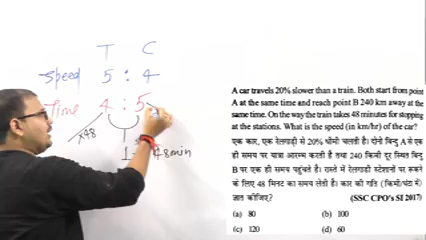 T C
Speed 5 : 4
Time 4 : 5
×48
1 48min
A car travels 20% slower than a train. Both start from point
A at the same time and reach point B 240 km away at the
same time. On the way the train takes 48 minutes for stopping
at the stations. What is the speed (in km/hr) of the car?
एक कार, एक रेलगाड़ी से 20% धीमी चलती है। दोनों बिन्दु A से
एक ही समय पर यात्रा आरम्भ करती है तथा 240 किमी दूर स्थित बिन्दु
B पर एक ही समय पहुंचते हैं। रास्ते में रेलगाड़ी स्टेशनों पर रूकने
के लिए 48 मिनट का समय लेती है। कार की गति (किमी/घंटा में)
ज्ञात कीजिए? (SSC CPO's SI 2017)
(a) 80 (b) 100
(c) 120 (d) 60